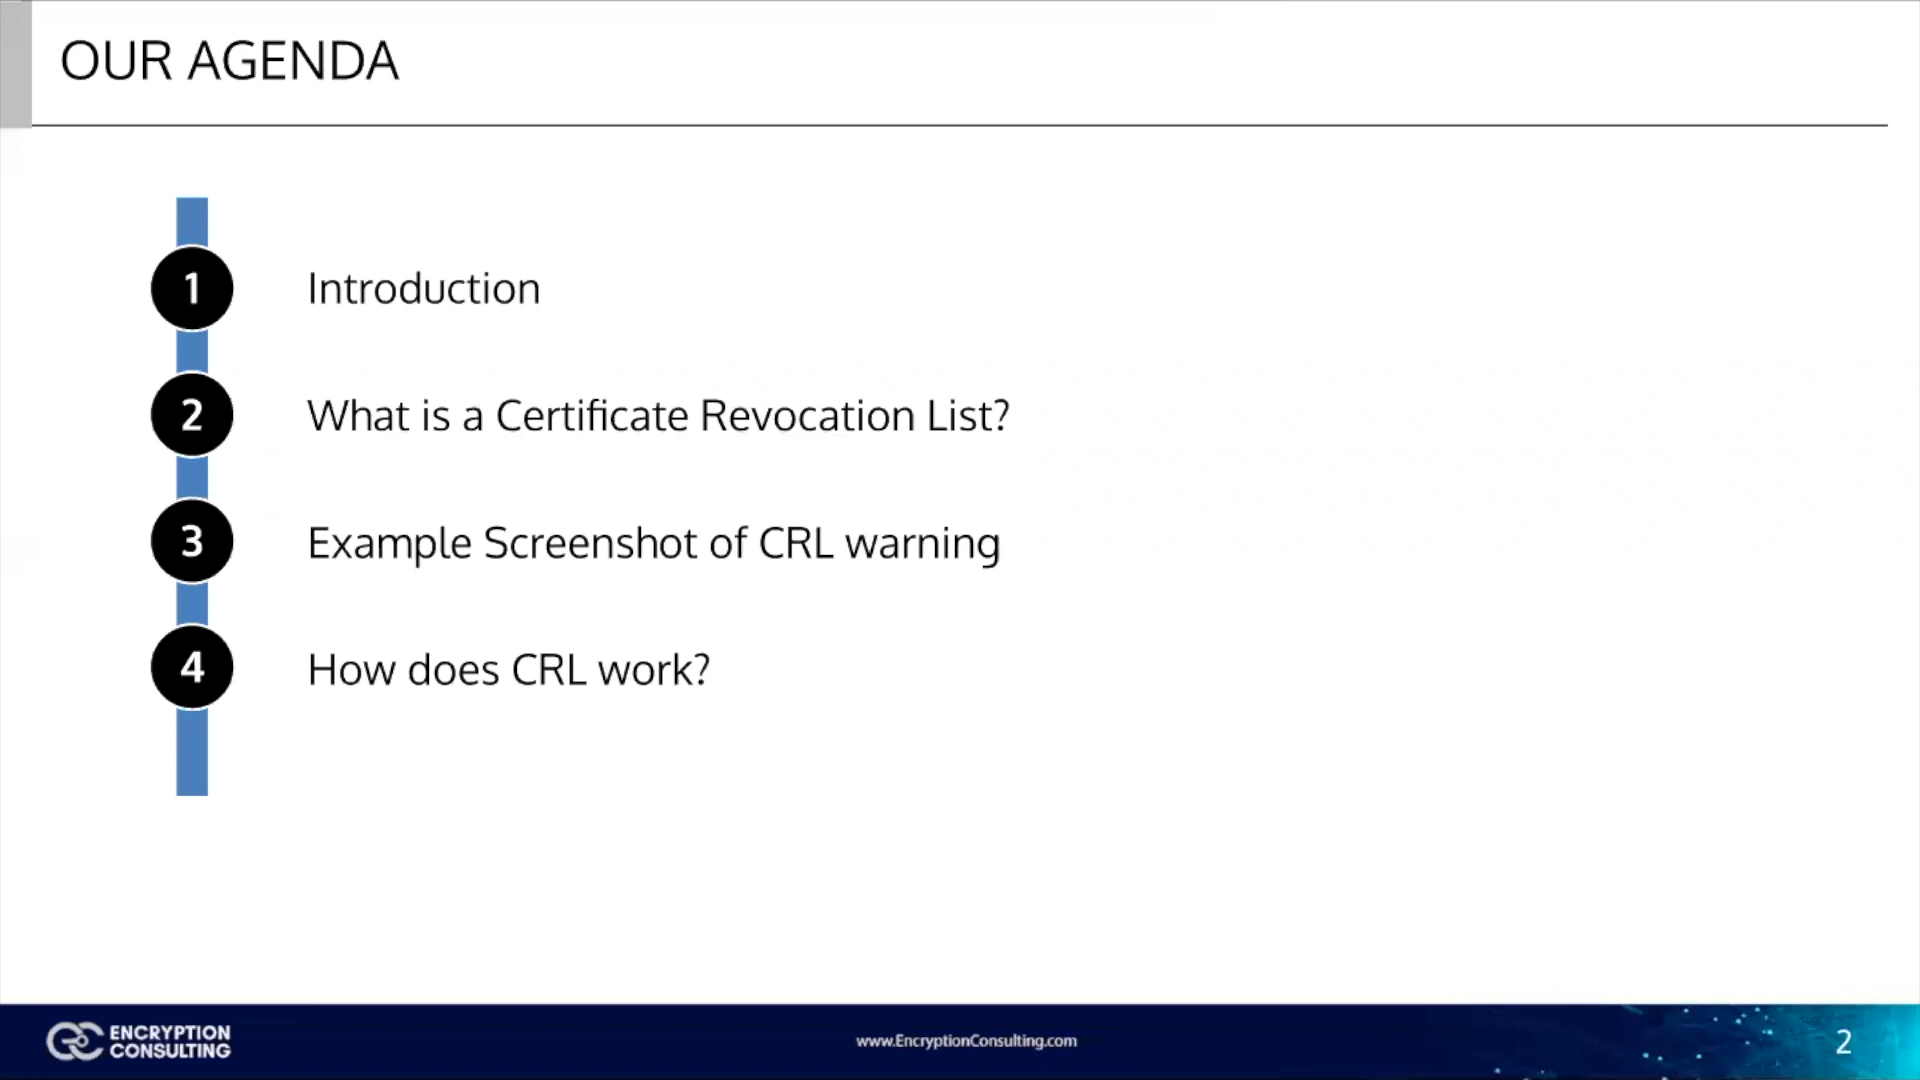 OUR AGENDA
1
Introduction
2
What is a Certificate Revocation List?
3
Example Screenshot of CRL warning
4
How does CRL work?
ENCRYPTION
CONSULTING
www.EncryptionConsulting.com
2